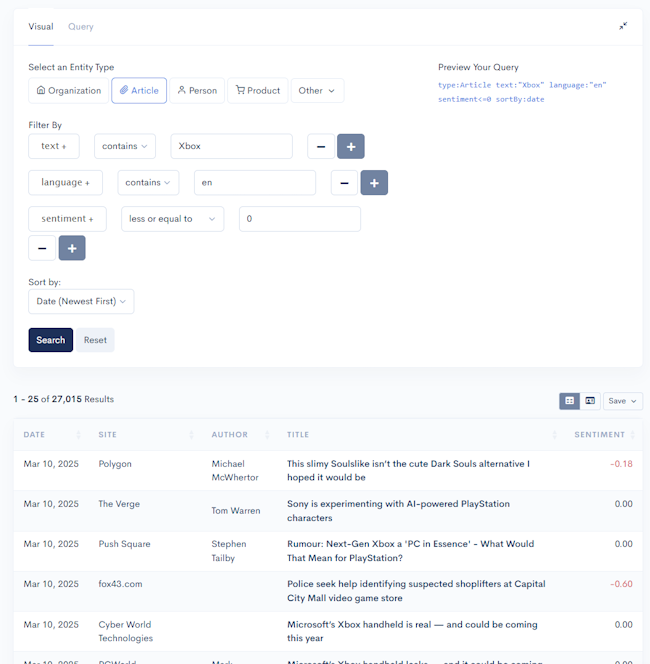 Visual Query
Select an Entity Type
Preview Your Query
Organization Article Person Product Other
type:Article text:"Xbox" language:"en"
sentiment<=0 sortBy:date
Filter By
text + contains Xbox − +
language + contains en − +
sentiment + less or equal to 0
− +
Sort by:
Date (Newest First)
Search Reset
1 - 25 of 27,015 Results Save
DATE SITE AUTHOR TITLE SENTIMENT
Mar 10, 2025 Polygon Michael McWhertor This slimy Soulslike isn't the cute Dark Souls alternative I -0.18
hoped it would be
Mar 10, 2025 The Verge Tom Warren Sony is experimenting with AI-powered PlayStation 0.00
characters
Mar 10, 2025 Push Square Stephen Tailby Rumour: Next-Gen Xbox a 'PC in Essence' - What Would 0.00
That Mean for PlayStation?
Mar 10, 2025 fox43.com Police seek help identifying suspected shoplifters at Capital -0.60
City Mall video game store
Mar 10, 2025 Cyber World Technologies Microsoft's Xbox handheld is real — and could be coming 0.00
this year